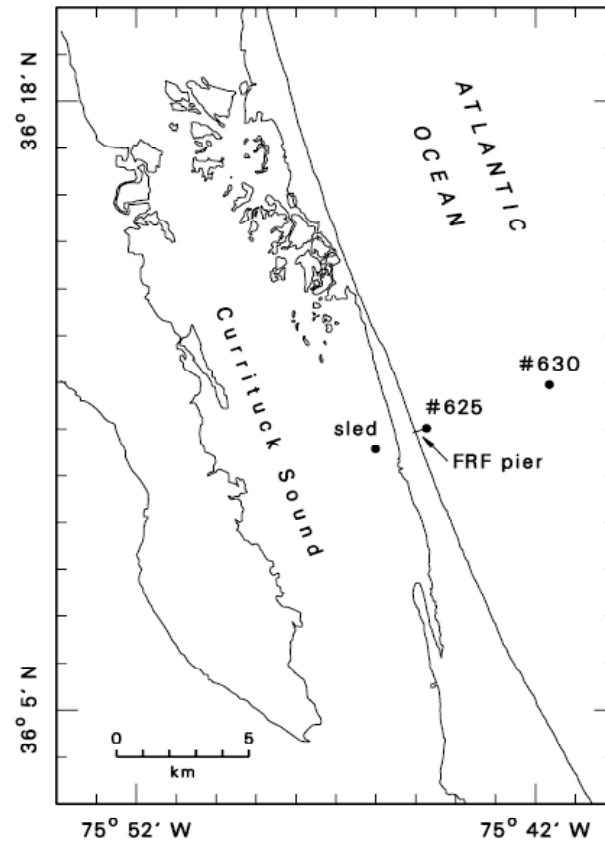 36° 18' N
ATLANTIC
OCEAN
Currituck Sound
#630
#625
sled
FRF pier
36° 5' N
0 5
km
75° 52' W 75° 42' W